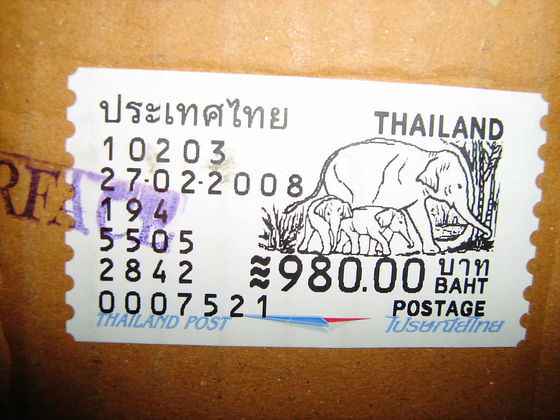 ประเทศไทย
THAILAND
10203
27-02-2008
194
5505
2842
0007521
≋980.00 บาท
BAHT
POSTAGE
THAILAND POST
ไปรษณีย์ไทย